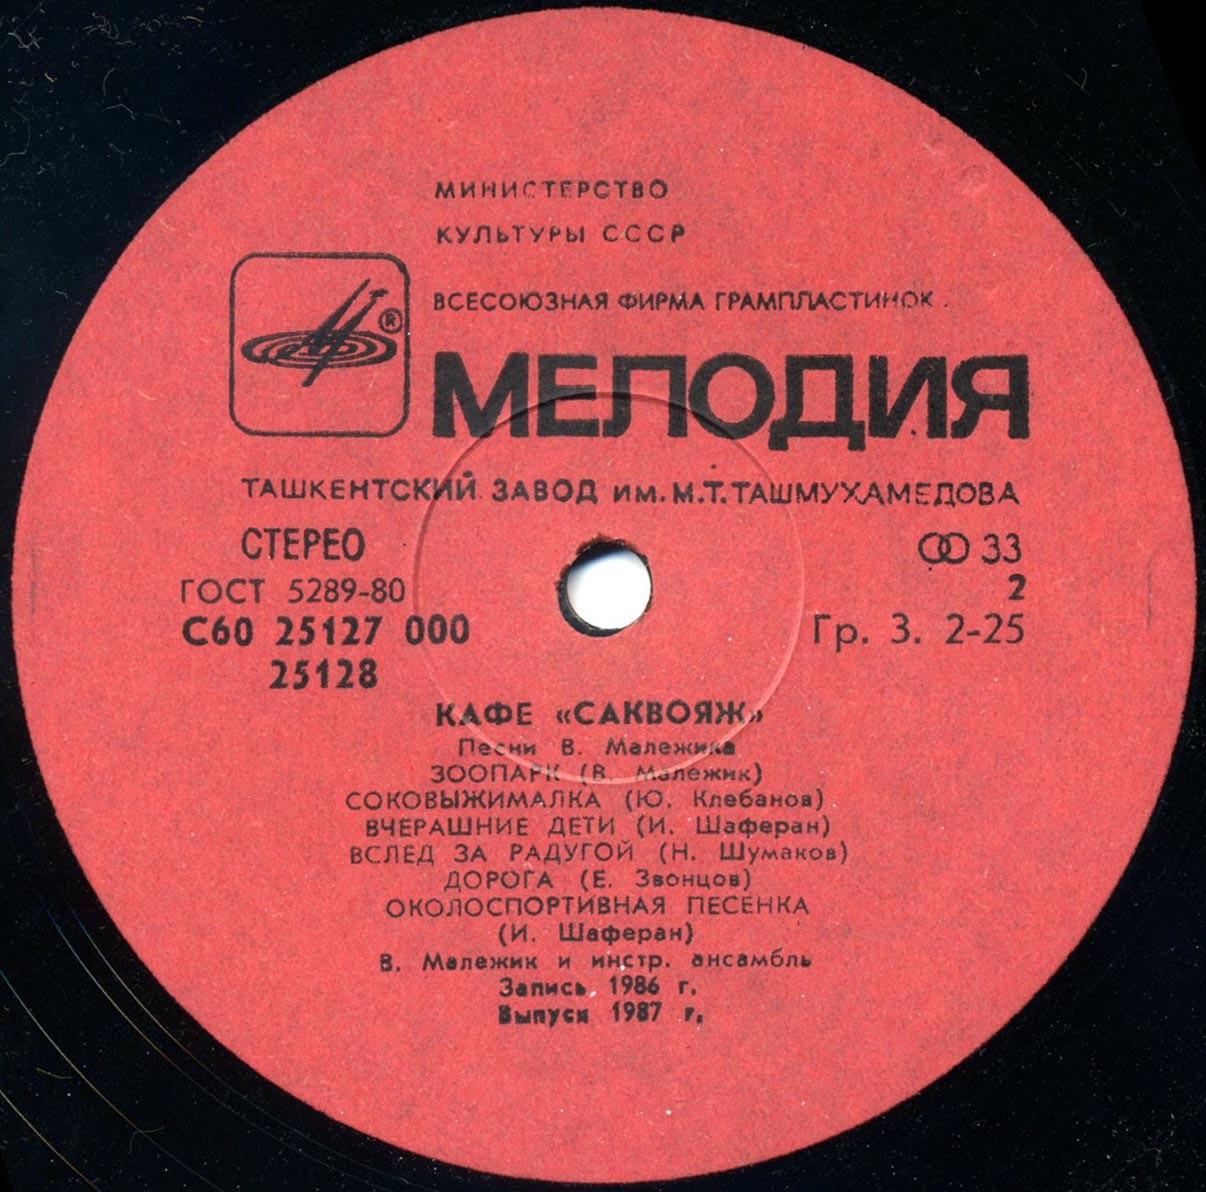 МИНИСТЕРСТВО
КУЛЬТУРЫ СССР
ВСЕСОЮЗНАЯ ФИРМА ГРАМПЛАСТИНОК
®
МЕЛОДИЯ
ТАШКЕНТСКИЙ ЗАВОД ИМ. М.Т. ТАШМУХАМЕДОВА
СТЕРЕО
33
ГОСТ 5289-80
2
С60 25127 000
Гр. 3. 2-25
25128
КАФЕ «САКВОЯЖ»
Песни В. Малежика
ЗООПАРК (В. Малежик)
СОКОВЫЖИМАЛКА (Ю. Клебанов)
ВЧЕРАШНИЕ ДЕТИ (И. Шаферан)
ВСЛЕД ЗА РАДУГОЙ (Н. Шумаков)
ДОРОГА (Е. Звонцов)
ОКОЛОСПОРТИВНАЯ ПЕСЕНКА
(И. Шаферан)
В. Малежик и инстр. ансамбль
Запись 1986 г.
Выпуск 1987 г.